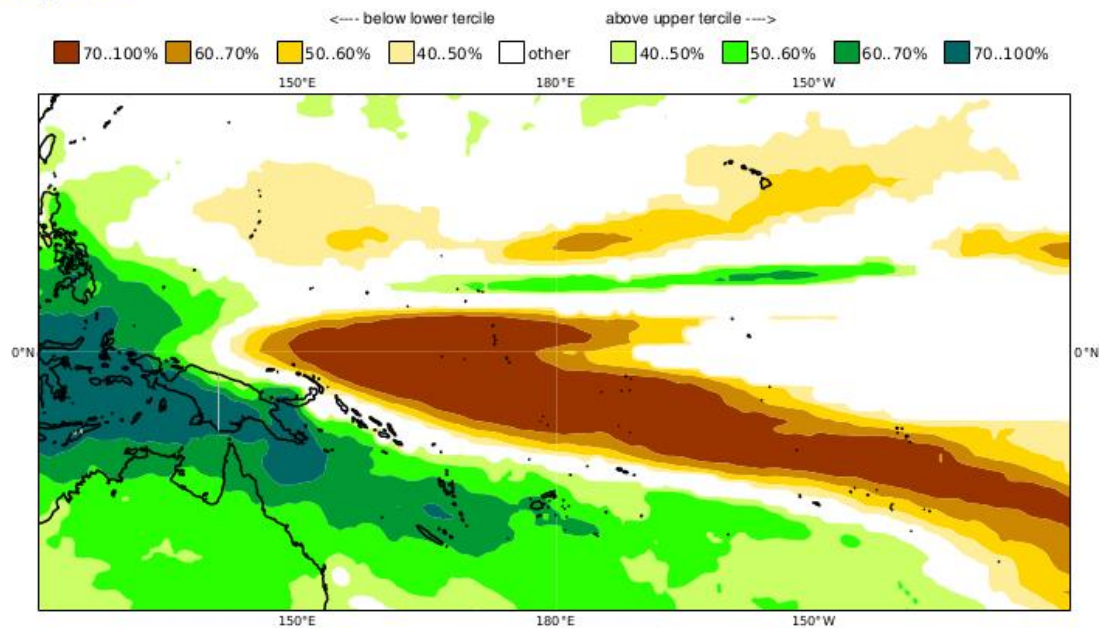 <---- below lower tercile above upper tercile ---->
70..100% 60..70% 50..60% 40..50% other 40..50% 50..60% 60..70% 70..100%
150°E 180°E 150°W
0°N 0°N
150°E 180°E 150°W